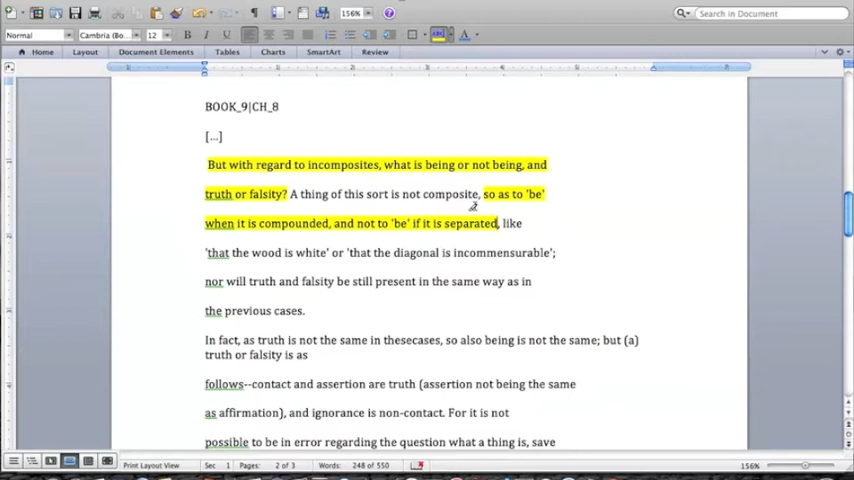 156%
Search in Document
Normal
Cambria (Bo...
12
B I U
ABC
A
Home Layout Document Elements Tables Charts SmartArt Review
BOOK_9|CH_8
[...]
But with regard to incomposites, what is being or not being, and
truth or falsity? A thing of this sort is not composite, so as to 'be'
when it is compounded, and not to 'be' if it is separated, like
'that the wood is white' or 'that the diagonal is incommensurable';
nor will truth and falsity be still present in the same way as in
the previous cases.
In fact, as truth is not the same in thesecases, so also being is not the same; but (a)
truth or falsity is as
follows--contact and assertion are truth (assertion not being the same
as affirmation), and ignorance is non-contact. For it is not
possible to be in error regarding the question what a thing is, save
Print Layout View Sec 1 Pages: 2 of 3 Words: 248 of 550 156%